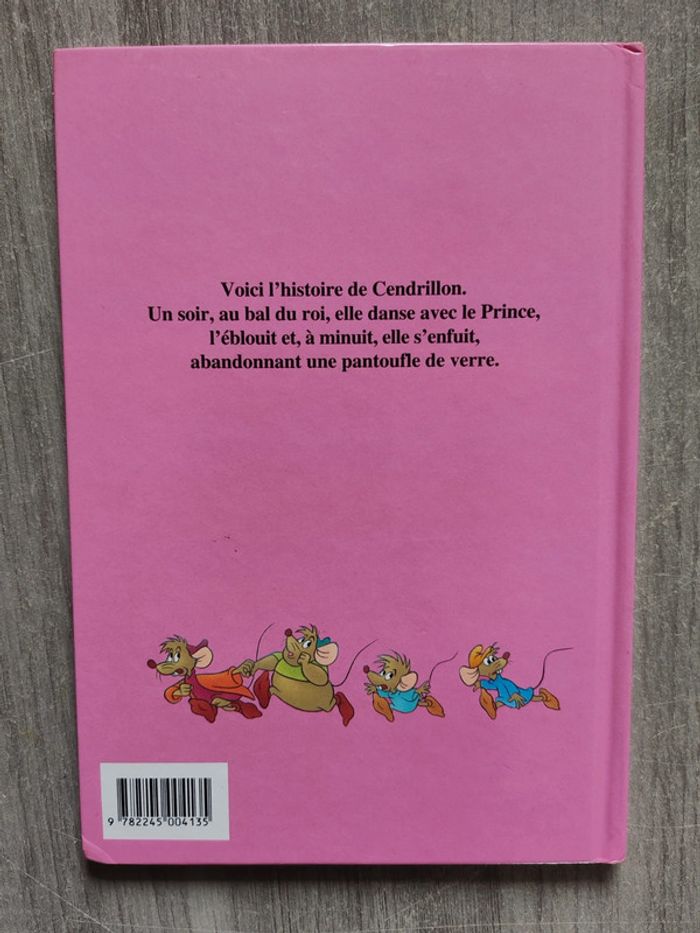 Voici l'histoire de Cendrillon.
Un soir, au bal du roi, elle danse avec le Prince,
l'éblouit et, à minuit, elle s'enfuit,
abandonnant une pantoufle de verre.
9 782245 004135